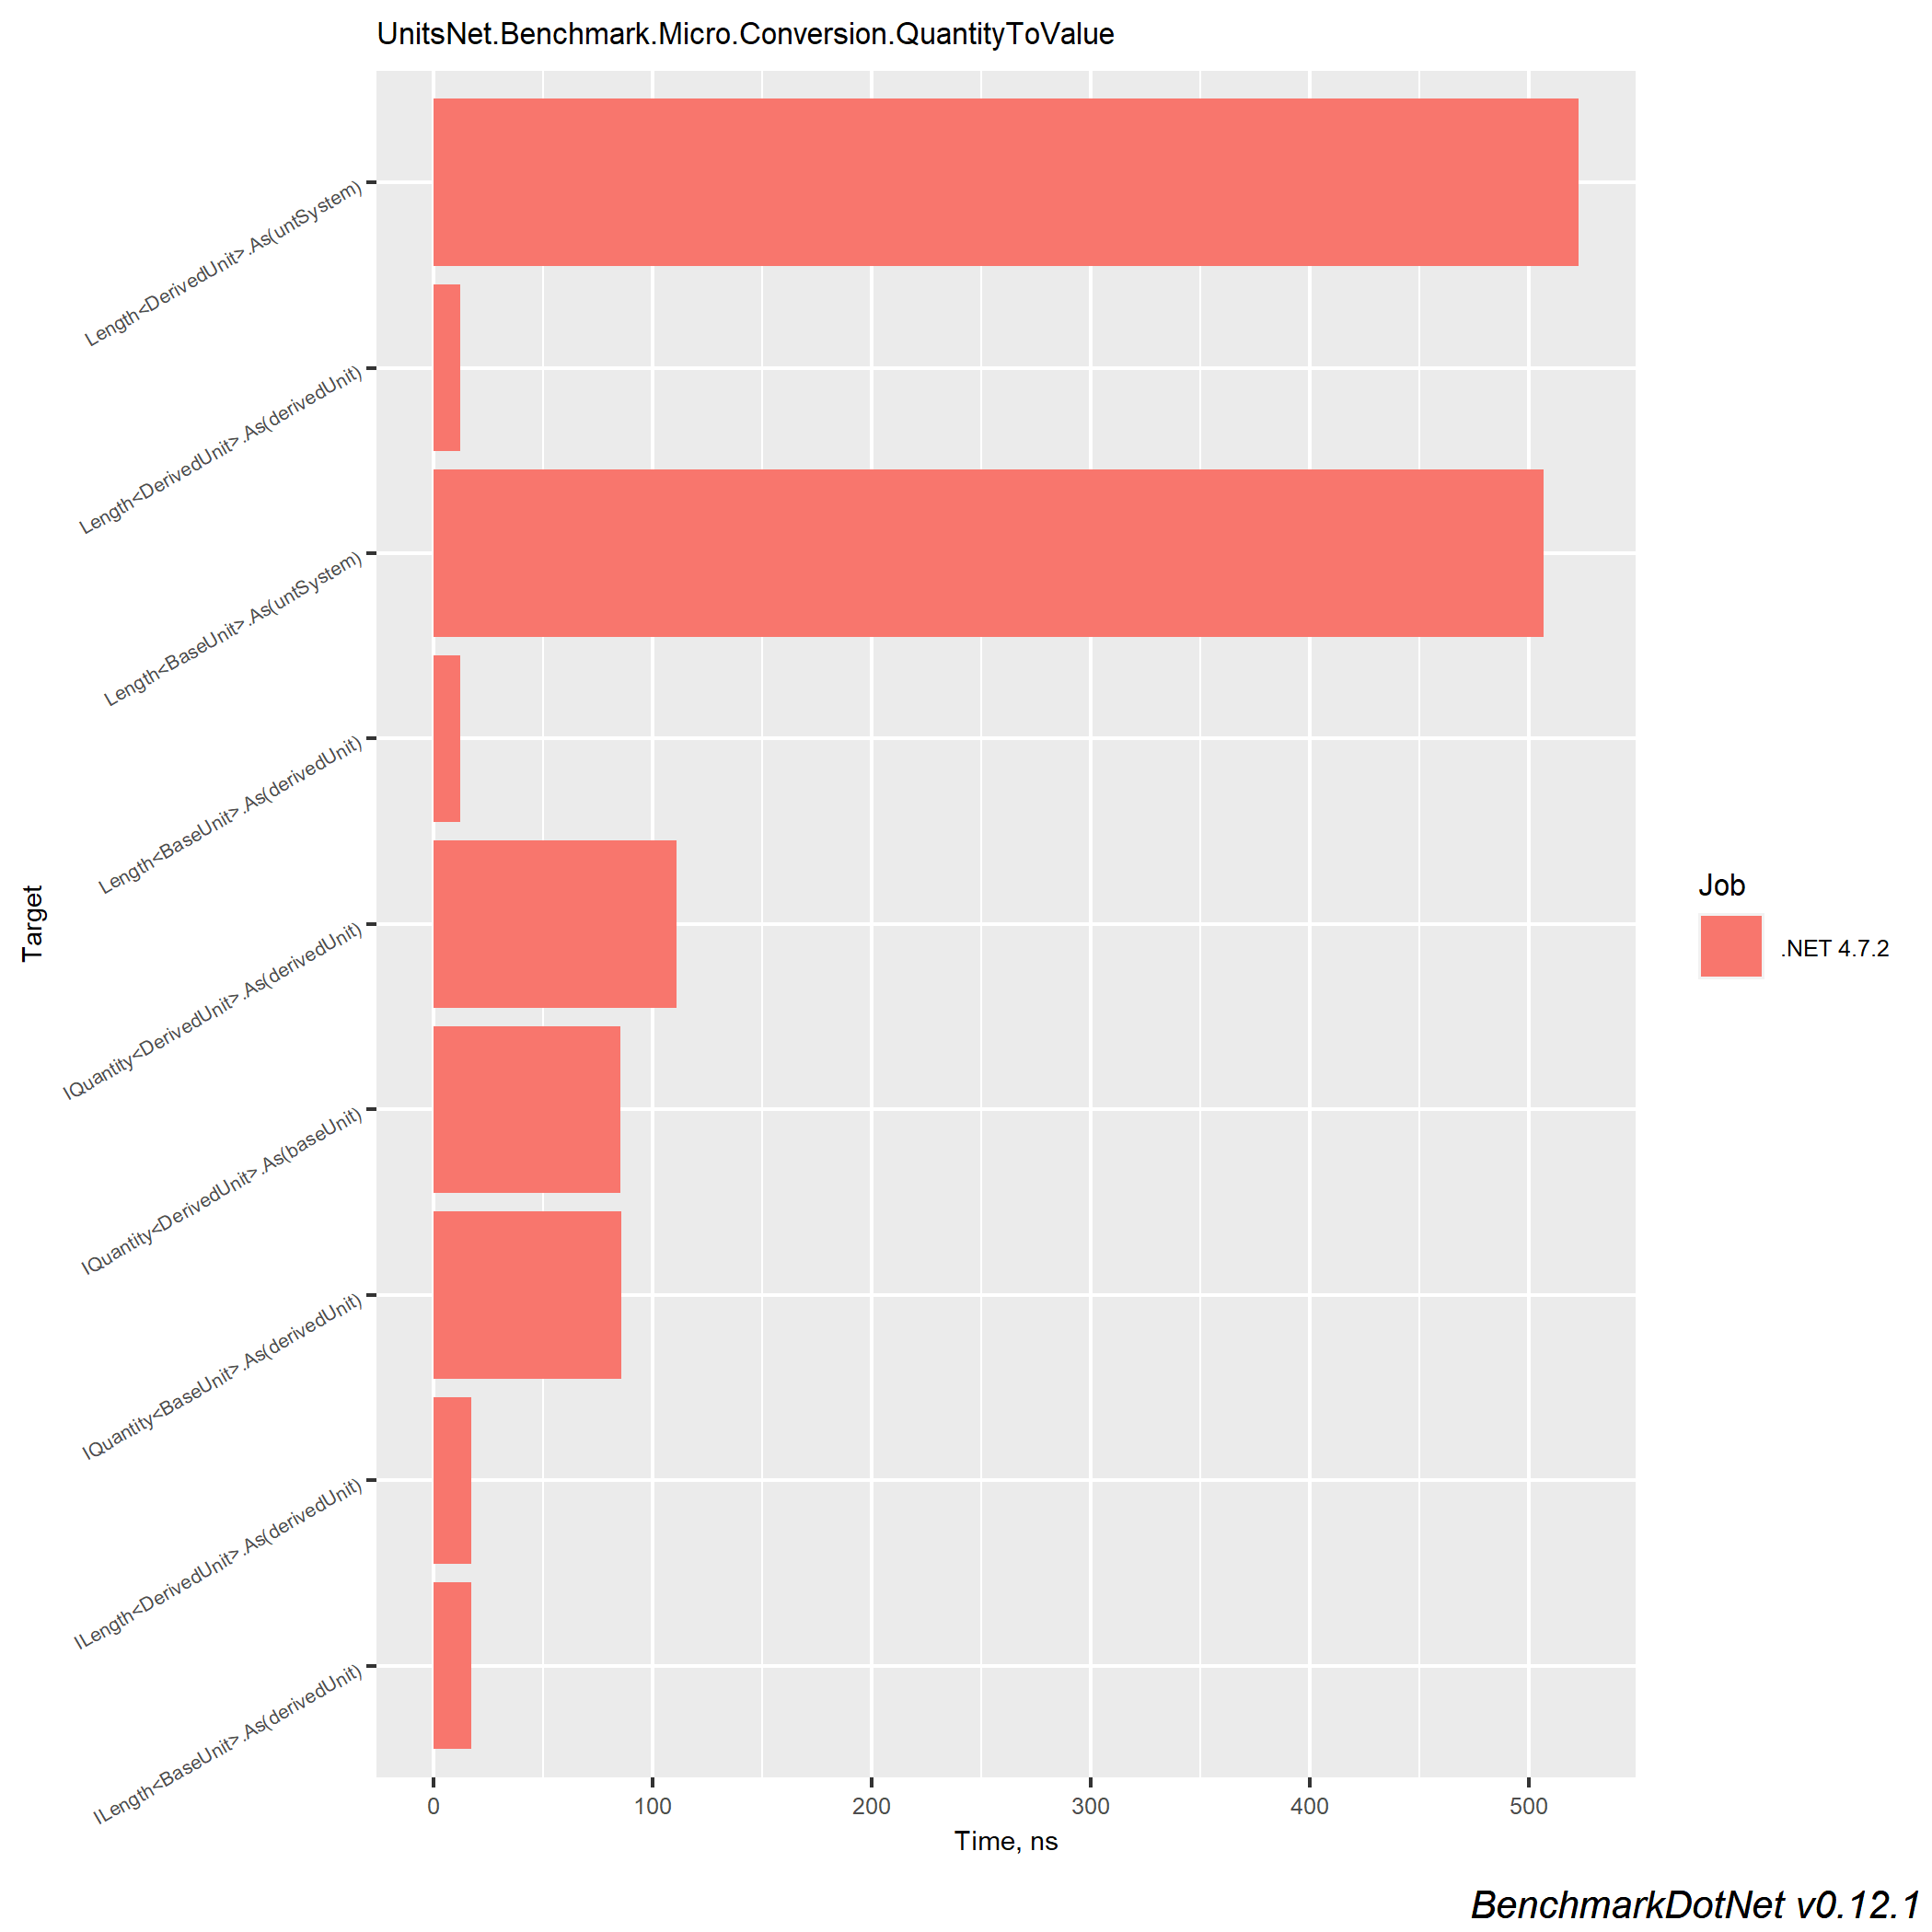 UnitsNet.Benchmark.Micro.Conversion.QuantityToValue
Length<DerivedUnit>.As(untSystem)
Length<DerivedUnit>.As(derivedUnit)
Length<BaseUnit>.As(untSystem)
Length<BaseUnit>.As(derivedUnit)
IQuantity<DerivedUnit>.As(derivedUnit)
IQuantity<DerivedUnit>.As(baseUnit)
IQuantity<BaseUnit>.As(derivedUnit)
ILength<DerivedUnit>.As(derivedUnit)
ILength<BaseUnit>.As(derivedUnit)
Target
0 100 200 300 400 500
Time, ns
Job
.NET 4.7.2
BenchmarkDotNet v0.12.1